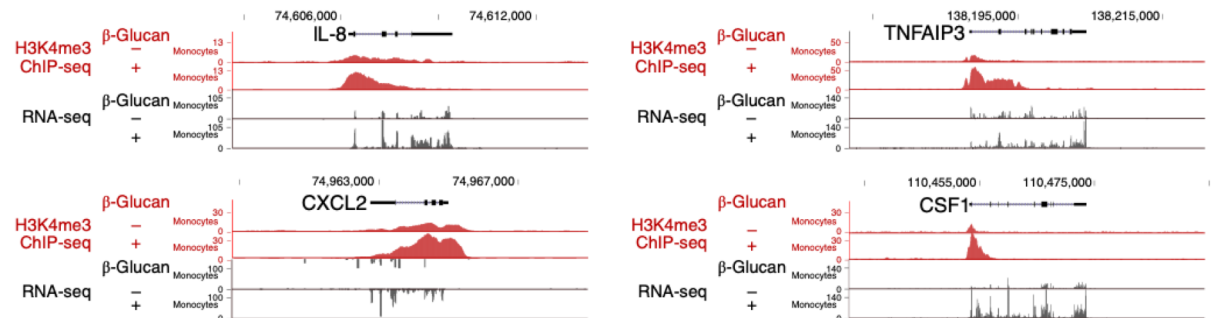 74,606,000 74,612,000
IL-8
β-Glucan
H3K4me3 − Monocytes 13 0
ChIP-seq + Monocytes 13 0
β-Glucan Monocytes 105 0
RNA-seq −
+ Monocytes 105 0
138,195,000 138,215,000
TNFAIP3
β-Glucan
H3K4me3 − Monocytes 50 0
ChIP-seq + Monocytes 50 0
β-Glucan Monocytes 140 0
RNA-seq −
+ Monocytes 140 0
74,963,000 74,967,000
CXCL2
β-Glucan
H3K4me3 − Monocytes 30 0
ChIP-seq + Monocytes 30 0
β-Glucan Monocytes 100
RNA-seq − 0
+ Monocytes 100
110,455,000 110,475,000
CSF1
β-Glucan
H3K4me3 − Monocytes 30 0
ChIP-seq + Monocytes 30 0
β-Glucan Monocytes 140 0
RNA-seq −
+ Monocytes 140 0